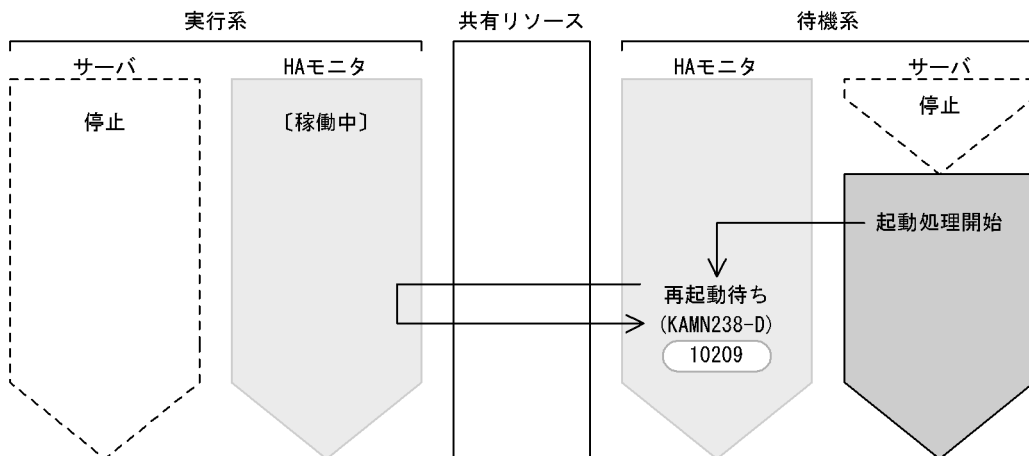 実行系
共有リソース
待機系
サーバ
HAモニタ
HAモニタ
サーバ
停止
〔稼働中〕
停止
起動処理開始
再起動待ち
(KAMN238-D)
10209